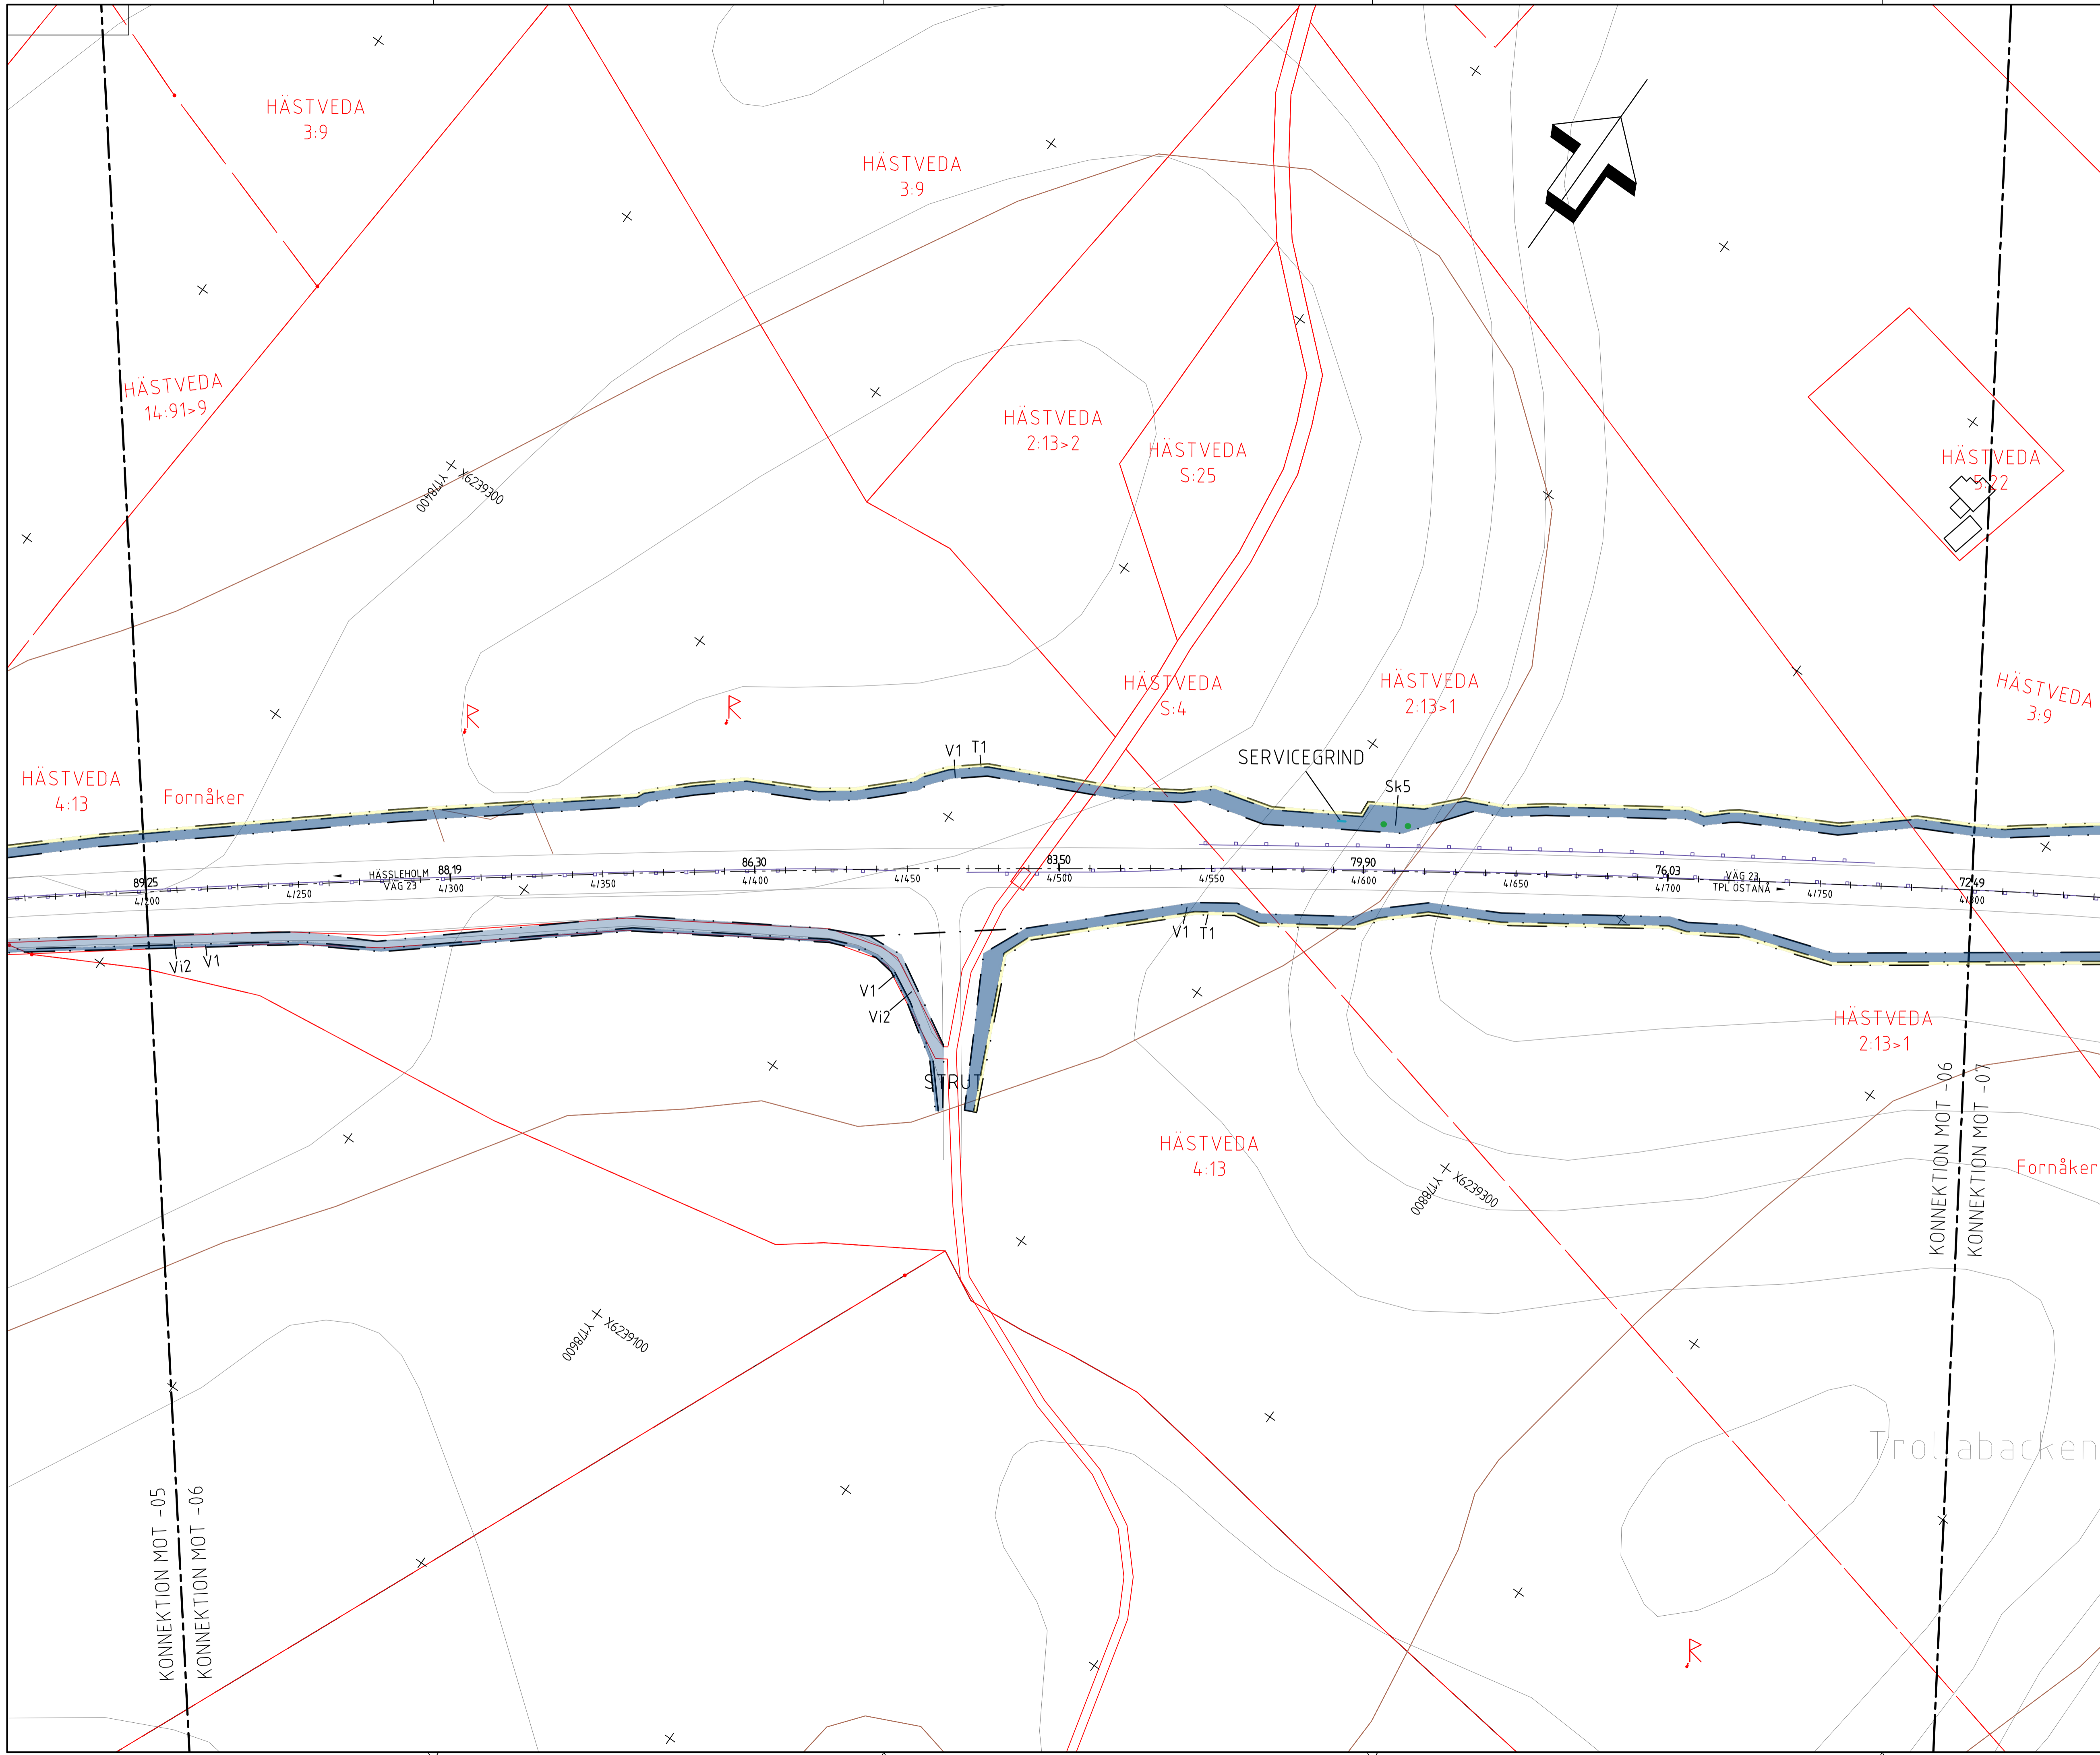 HÄSTVEDA
3:9
HÄSTVEDA
3:9
HÄSTVEDA
14:91>9
HÄSTVEDA
2:13>2
HÄSTVEDA
S:25
HÄSTVEDA
5:22
Y178400
X6239300
HÄSTVEDA
S:4
HÄSTVEDA
2:13>1
HÄSTVEDA
3:9
R
R
HÄSTVEDA
4:13
Fornåker
V1 T1
SERVICEGRIND
Sk5
89,25
4/200
4/250
HÄSSLEHOLM
VÄG 23
88,19
4/300
4/350
86,30
4/400
4/450
83,50
4/500
4/550
79,90
4/600
4/650
76,03
4/700
VÄG 23
TPL OSTANÅ
4/750
72,49
4/800
Vi2 V1
V1
Vi2
V1 T1
STRUT
HÄSTVEDA
2:13>1
HÄSTVEDA
4:13
Fornåker
Y178800
X6239300
KONNEKTION MOT -06
KONNEKTION MOT -07
Y178600
X6239100
Trollabacken
KONNEKTION MOT -05
KONNEKTION MOT -06
R